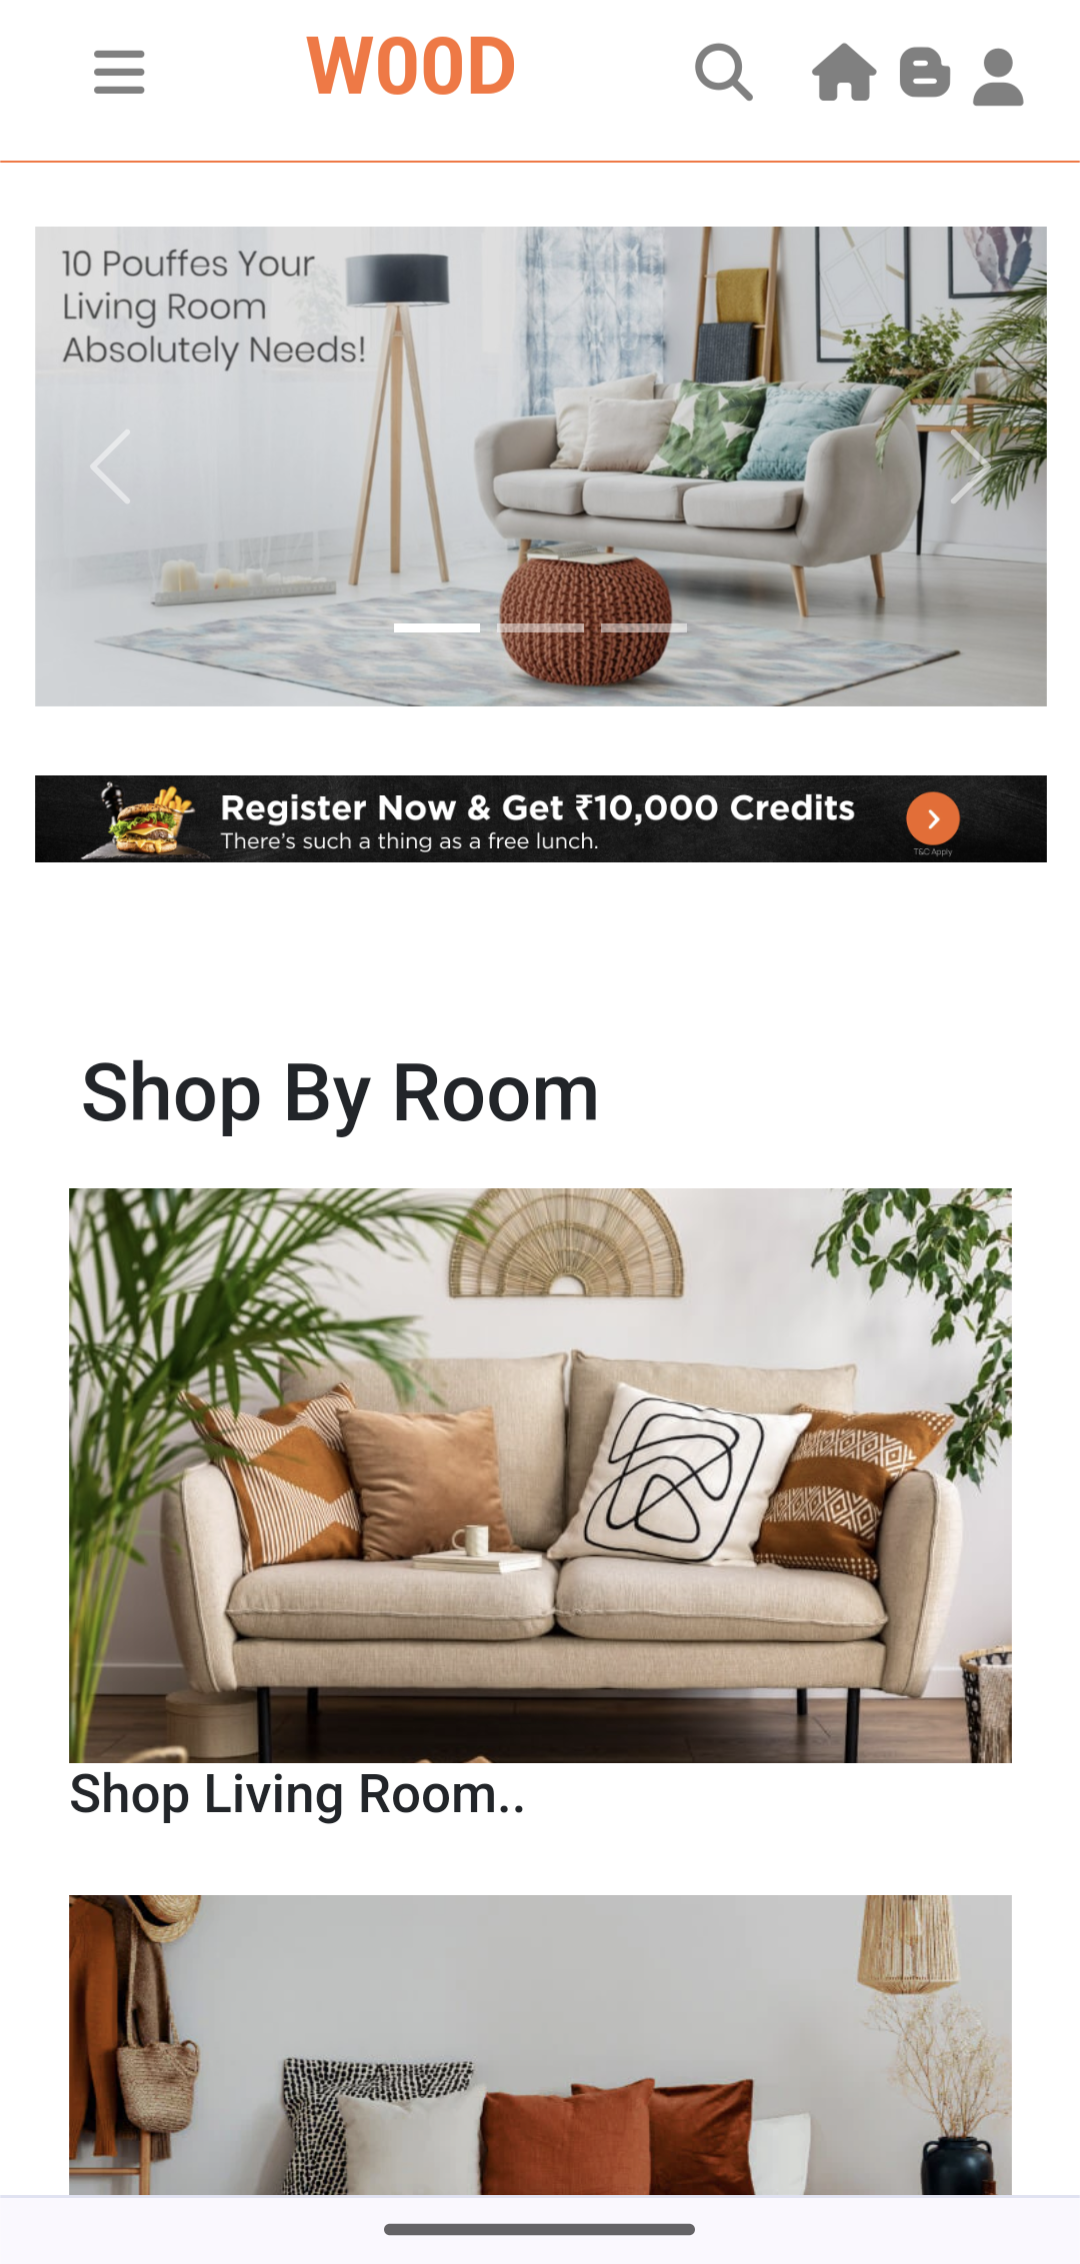 WOOD
10 Pouffes Your
Living Room
Absolutely Needs!
Register Now & Get ₹10,000 Credits
There's such a thing as a free lunch.
T&C Apply
Shop By Room
Shop Living Room..